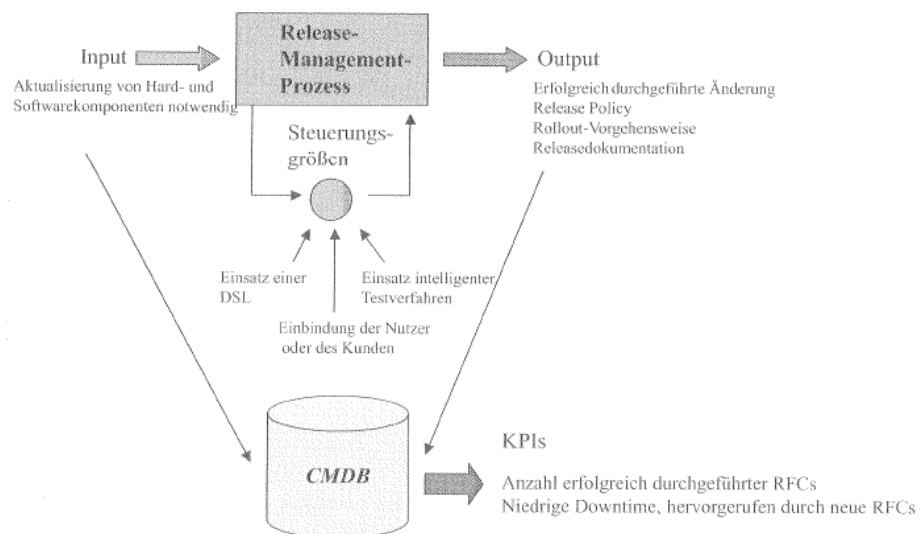 Release-
Management-
Prozess
Input
Aktualisierung von Hard- und
Softwarekomponenten notwendig
Output
Erfolgreich durchgeführte Änderung
Release Policy
Rollout-Vorgehensweise
Releasedokumentation
Steuerungs-
größen
Einsatz einer
DSL
Einsatz intelligenter
Testverfahren
Einbindung der Nutzer
oder des Kunden
CMDB
KPIs
Anzahl erfolgreich durchgeführter RFCs
Niedrige Downtime, hervorgerufen durch neue RFCs